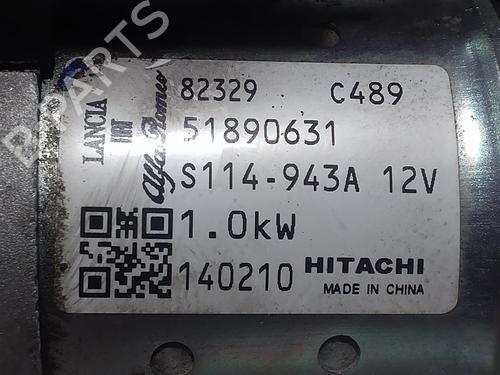 82329 C489
LANCIA
FIAT
Alfa Romeo
51890631
S114-943A 12V
1.0kW
140210 HITACHI
MADE IN CHINA
B-PARTS